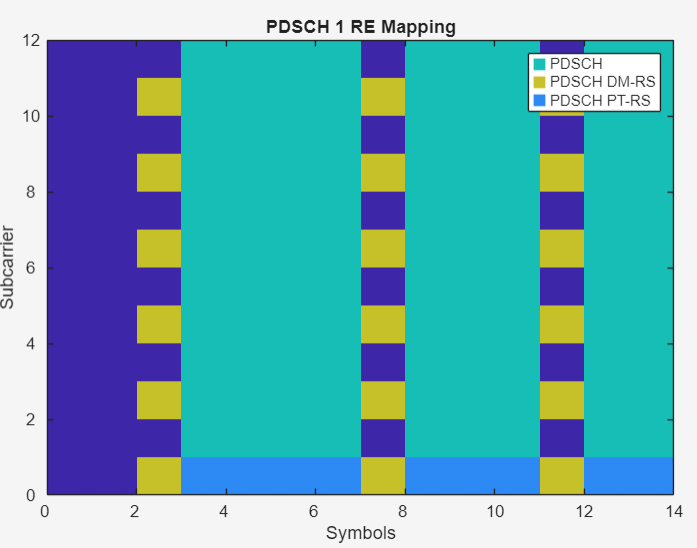 PDSCH 1 RE Mapping
12
10
8
6
4
2
0
Subcarrier
PDSCH
PDSCH DM-RS
PDSCH PT-RS
0 2 4 6 8 10 12 14
Symbols